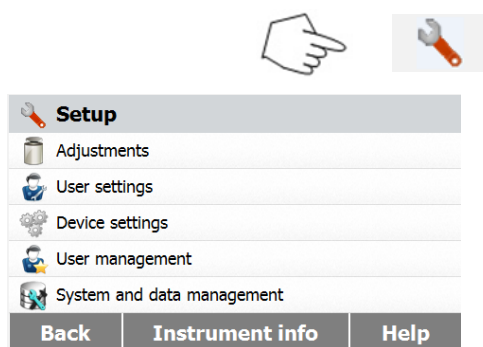 Setup
Adjustments
User settings
Device settings
User management
System and data management
Back Instrument info Help